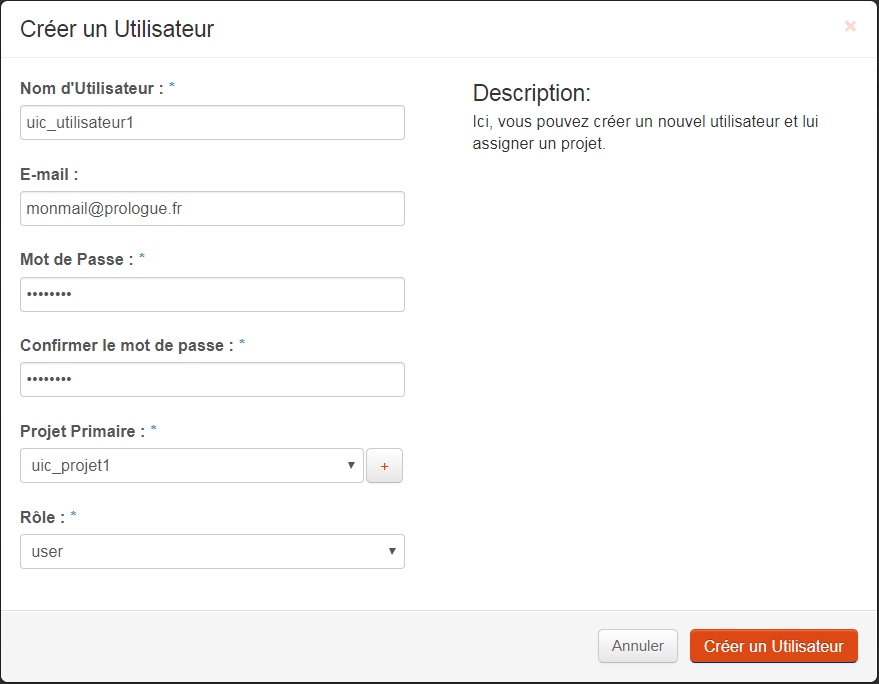 Créer un Utilisateur
×
Nom d'Utilisateur : *
uic_utilisateur1
E-mail :
monmail@prologue.fr
Mot de Passe : *
••••••••
Confirmer le mot de passe : *
••••••••
Projet Primaire : *
uic_projet1
+
Rôle : *
user
Description:
Ici, vous pouvez créer un nouvel utilisateur et lui
assigner un projet.
Annuler
Créer un Utilisateur